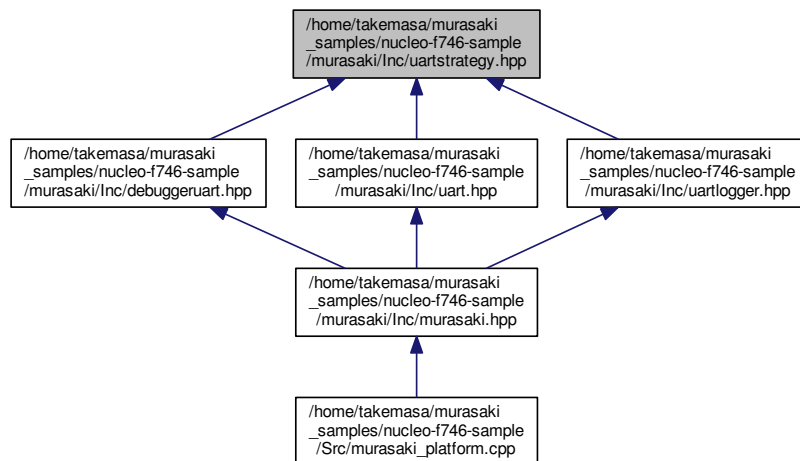 /home/takemasa/murasaki
_samples/nucleo-f746-sample
/murasaki/Inc/uartstrategy.hpp
/home/takemasa/murasaki
_samples/nucleo-f746-sample
/murasaki/Inc/debuggeruart.hpp
/home/takemasa/murasaki
_samples/nucleo-f746-sample
/murasaki/Inc/uart.hpp
/home/takemasa/murasaki
_samples/nucleo-f746-sample
/murasaki/Inc/uartlogger.hpp
/home/takemasa/murasaki
_samples/nucleo-f746-sample
/murasaki/Inc/murasaki.hpp
/home/takemasa/murasaki
_samples/nucleo-f746-sample
/Src/murasaki_platform.cpp